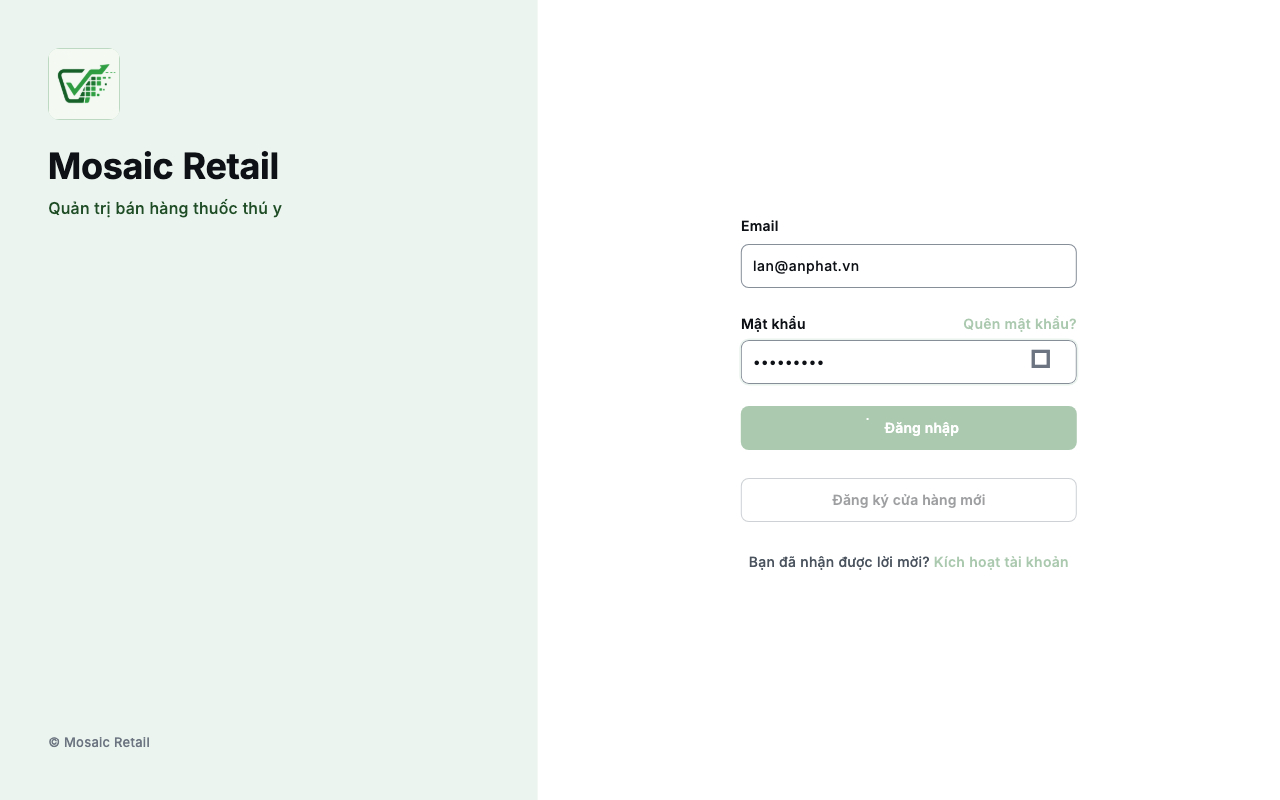 Mosaic Retail
Quản trị bán hàng thuốc thú y
Email
lan@anphat.vn
Mật khẩu
Quên mật khẩu?
•••••••••
Đăng nhập
Đăng ký cửa hàng mới
Bạn đã nhận được lời mời? Kích hoạt tài khoản
© Mosaic Retail